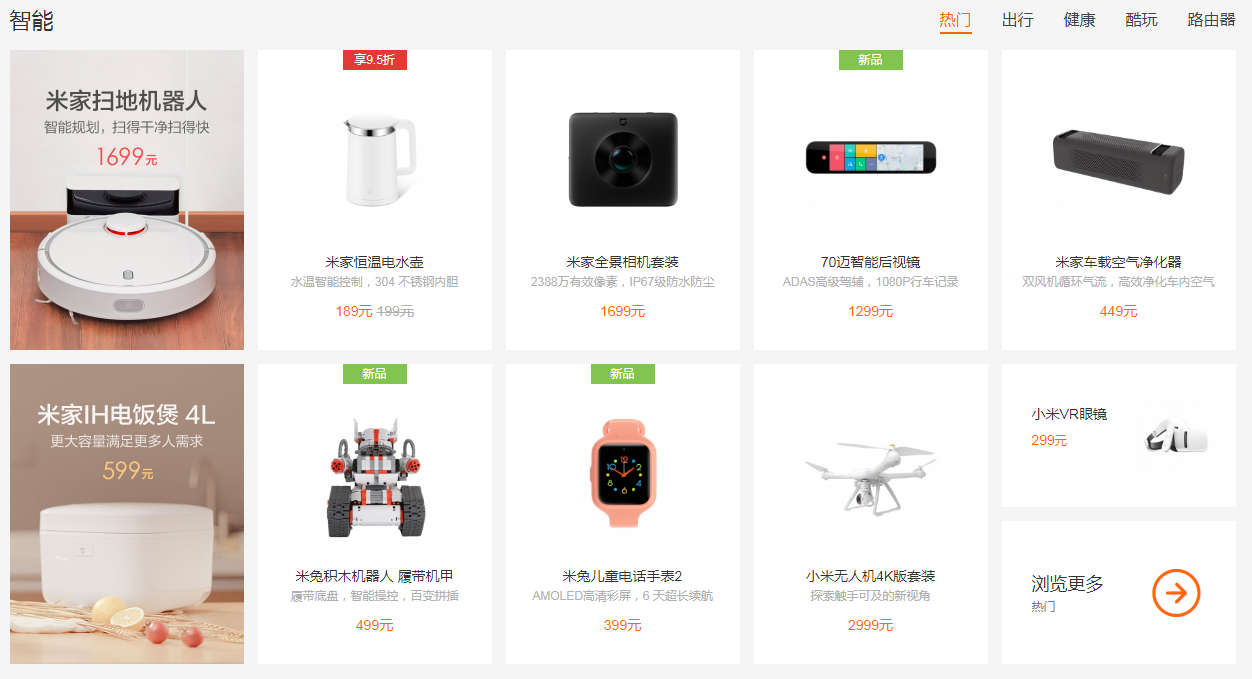 智能
热门
出行
健康
酷玩
路由器
米家扫地机器人
智能规划，扫得干净扫得快
1699元
享9.5折
米家恒温电水壶
水温智能控制，304 不锈钢内胆
189元 199元
米家全景相机套装
2388万有效像素，IP67级防水防尘
1699元
新品
70迈智能后视镜
ADAS高级驾辅，1080P行车记录
1299元
米家车载空气净化器
双风机循环气流，高效净化车内空气
449元
米家IH电饭煲 4L
更大容量满足更多人需求
599元
新品
米兔积木机器人 履带机甲
履带底盘，智能操控，百变拼插
499元
新品
米兔儿童电话手表2
AMOLED高清彩屏，6 天超长续航
399元
小米无人机4K版套装
探索触手可及的新视角
2999元
小米VR眼镜
299元
浏览更多
热门